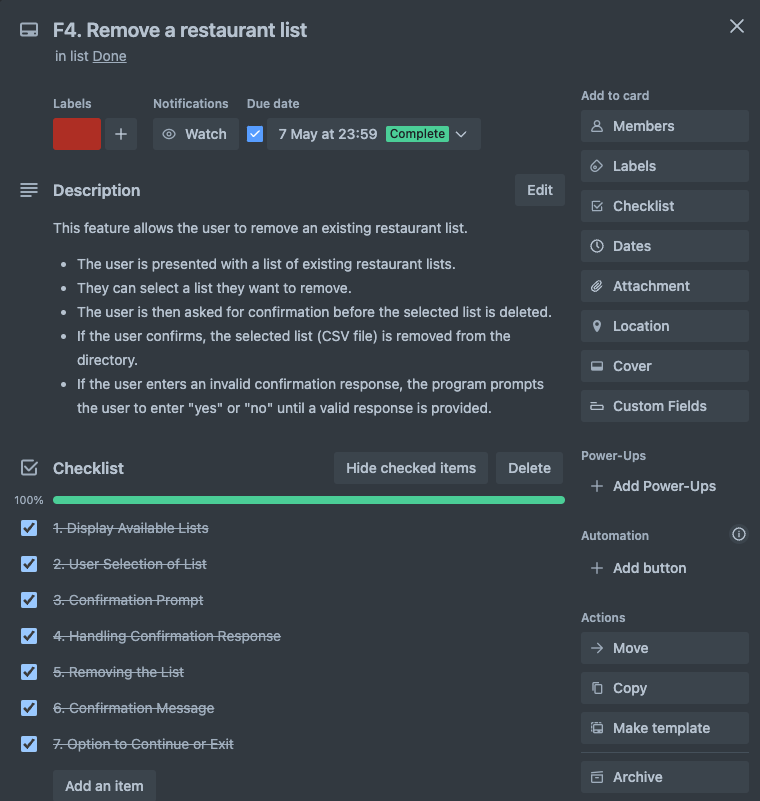 F4. Remove a restaurant list
in list Done
Labels
Notifications
Due date
Watch
7 May at 23:59 Complete
Description
Edit
This feature allows the user to remove an existing restaurant list.
• The user is presented with a list of existing restaurant lists.
• They can select a list they want to remove.
• The user is then asked for confirmation before the selected list is deleted.
• If the user confirms, the selected list (CSV file) is removed from the
directory.
• If the user enters an invalid confirmation response, the program prompts
the user to enter "yes" or "no" until a valid response is provided.
Checklist
Hide checked items
Delete
100%
1. Display Available Lists
2. User Selection of List
3. Confirmation Prompt
4. Handling Confirmation Response
5. Removing the List
6. Confirmation Message
7. Option to Continue or Exit
Add an item
Add to card
Members
Labels
Checklist
Dates
Attachment
Location
Cover
Custom Fields
Power-Ups
+ Add Power-Ups
Automation
+ Add button
Actions
Move
Copy
Make template
Archive